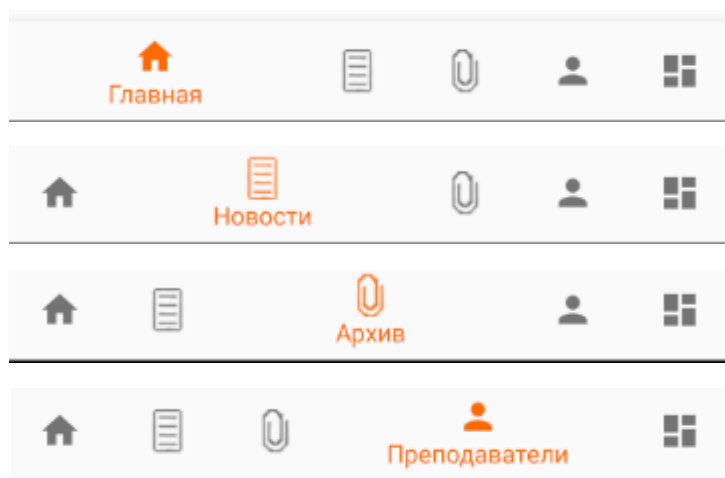 Главная
Новости
Архив
Преподаватели